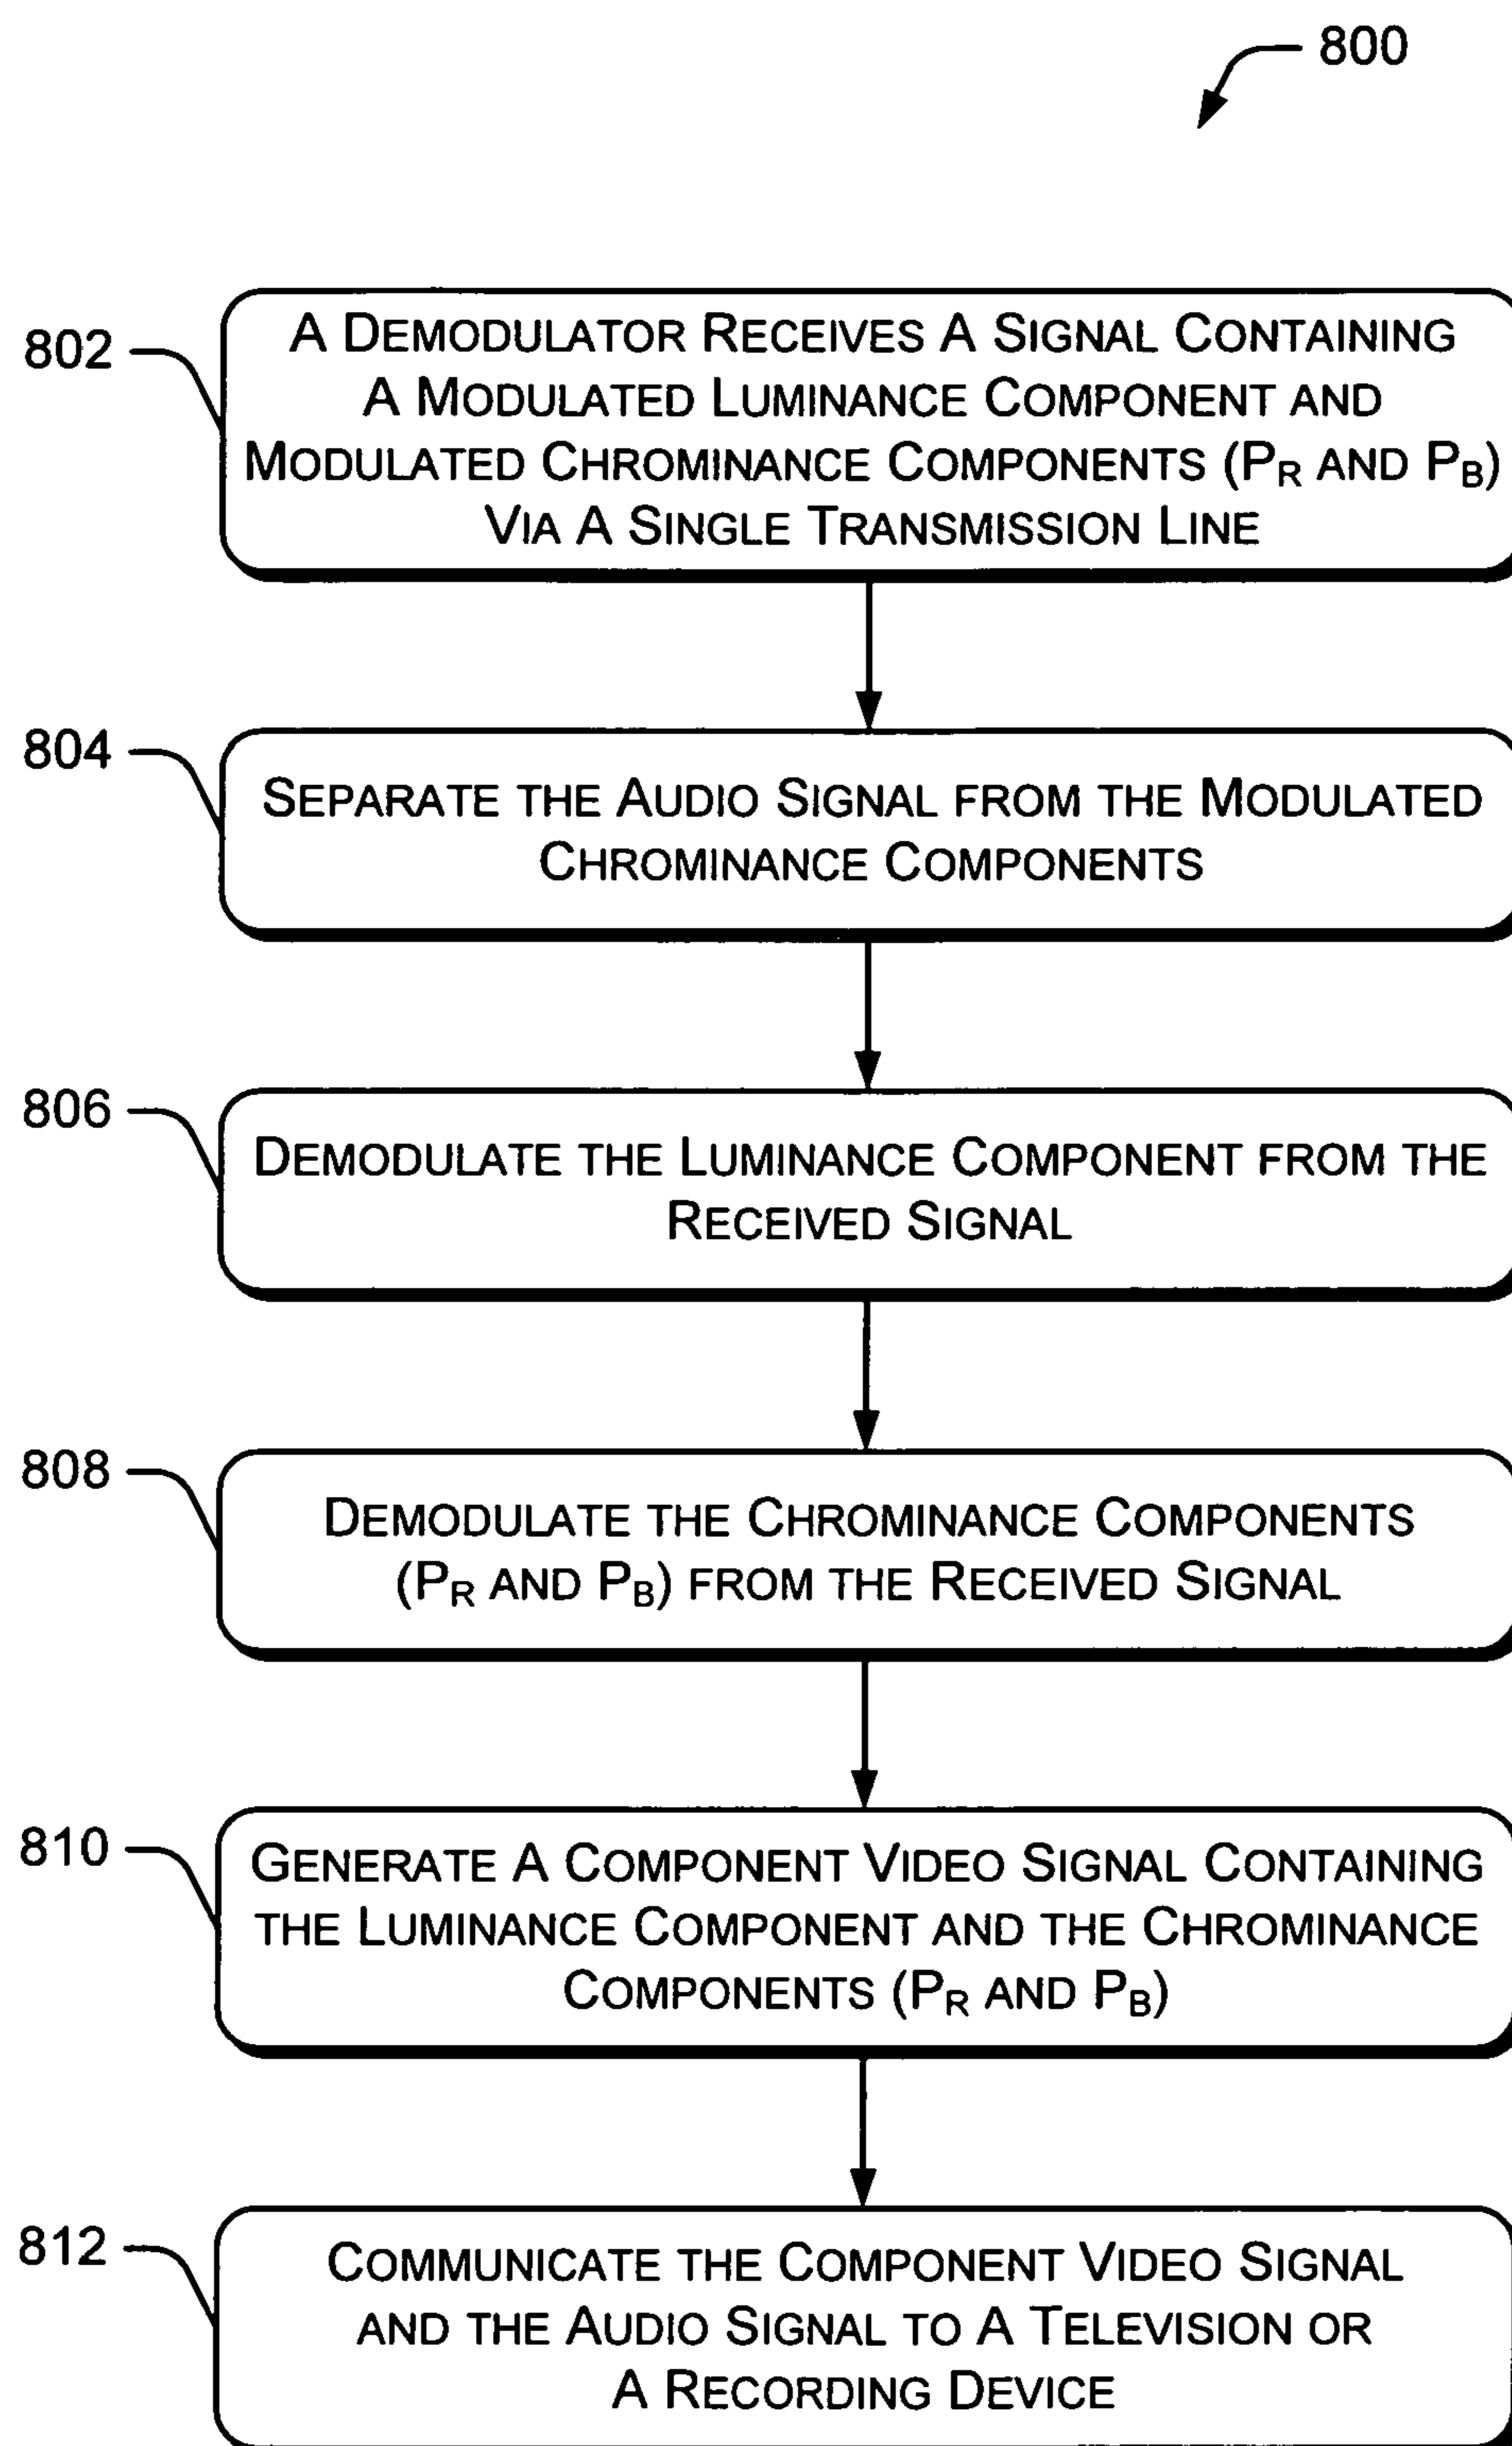 800
802
A DEMODULATOR RECEIVES A SIGNAL CONTAINING
A MODULATED LUMINANCE COMPONENT AND
MODULATED CHROMINANCE COMPONENTS (PR AND PB)
VIA A SINGLE TRANSMISSION LINE
804
SEPARATE THE AUDIO SIGNAL FROM THE MODULATED
CHROMINANCE COMPONENTS
806
DEMODULATE THE LUMINANCE COMPONENT FROM THE
RECEIVED SIGNAL
808
DEMODULATE THE CHROMINANCE COMPONENTS
(PR AND PB) FROM THE RECEIVED SIGNAL
810
GENERATE A COMPONENT VIDEO SIGNAL CONTAINING
THE LUMINANCE COMPONENT AND THE CHROMINANCE
COMPONENTS (PR AND PB)
812
COMMUNICATE THE COMPONENT VIDEO SIGNAL
AND THE AUDIO SIGNAL TO A TELEVISION OR
A RECORDING DEVICE